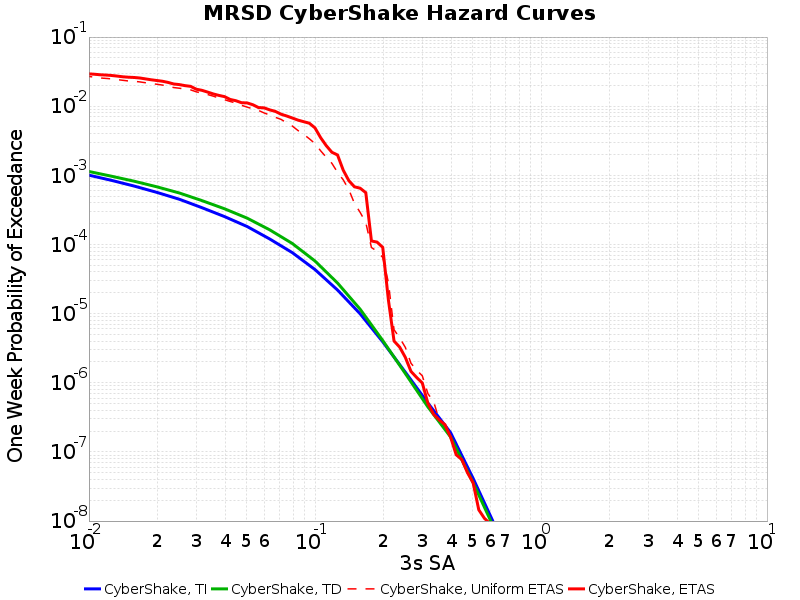 MRSD CyberShake Hazard Curves
One Week Probability of Exceedance
10-1
10-2
10-3
10-4
10-5
10-6
10-7
10-8
10-2 2 3 4 5 6 10-1 2 3 4 5 6 7 100 2 3 4 5 6 7 101
3s SA
CyberShake, TI CyberShake, TD CyberShake, Uniform ETAS CyberShake, ETAS